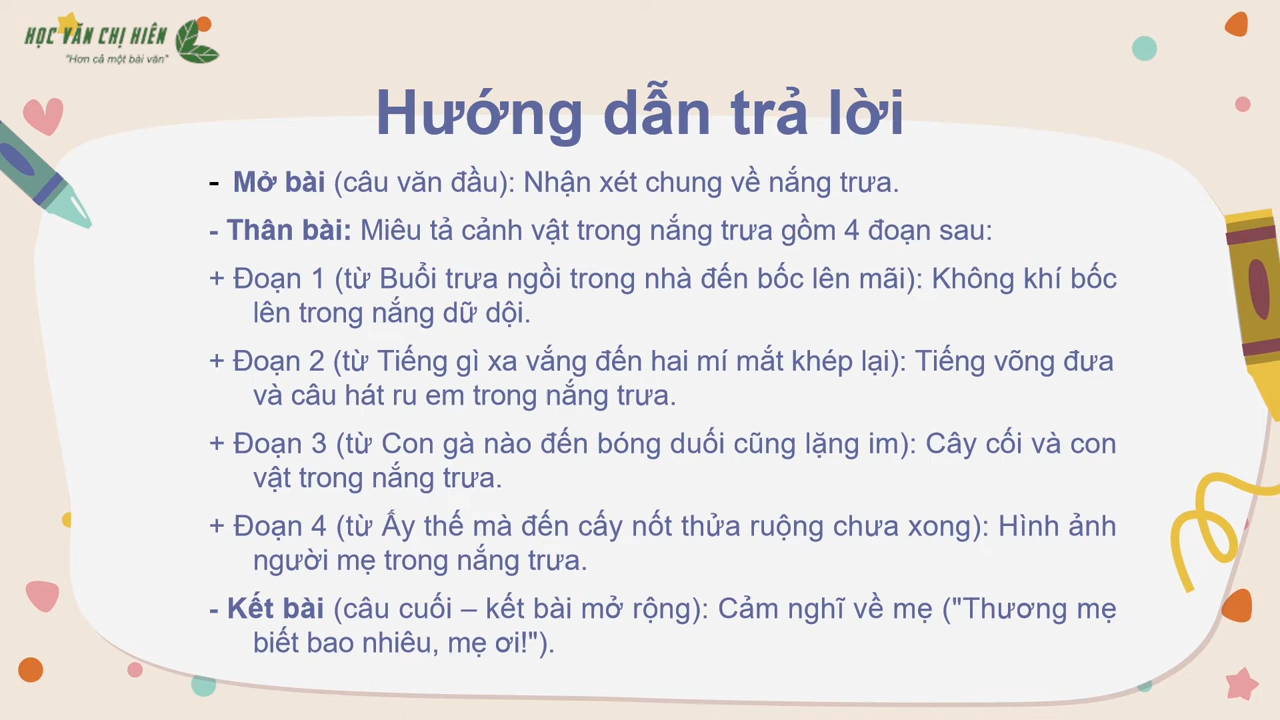 HỌC VĂN CHỊ HIÊN
"Hơn cả một bài văn"
Hướng dẫn trả lời
- Mở bài (câu văn đầu): Nhận xét chung về nắng trưa.
- Thân bài: Miêu tả cảnh vật trong nắng trưa gồm 4 đoạn sau:
+ Đoạn 1 (từ Buổi trưa ngồi trong nhà đến bốc lên mãi): Không khí bốc
lên trong nắng dữ dội.
+ Đoạn 2 (từ Tiếng gì xa vắng đến hai mí mắt khép lại): Tiếng võng đưa
và câu hát ru em trong nắng trưa.
+ Đoạn 3 (từ Con gà nào đến bóng duối cũng lặng im): Cây cối và con
vật trong nắng trưa.
+ Đoạn 4 (từ Ấy thế mà đến cấy nốt thửa ruộng chưa xong): Hình ảnh
người mẹ trong nắng trưa.
- Kết bài (câu cuối – kết bài mở rộng): Cảm nghĩ về mẹ ("Thương mẹ
biết bao nhiêu, mẹ ơi!").